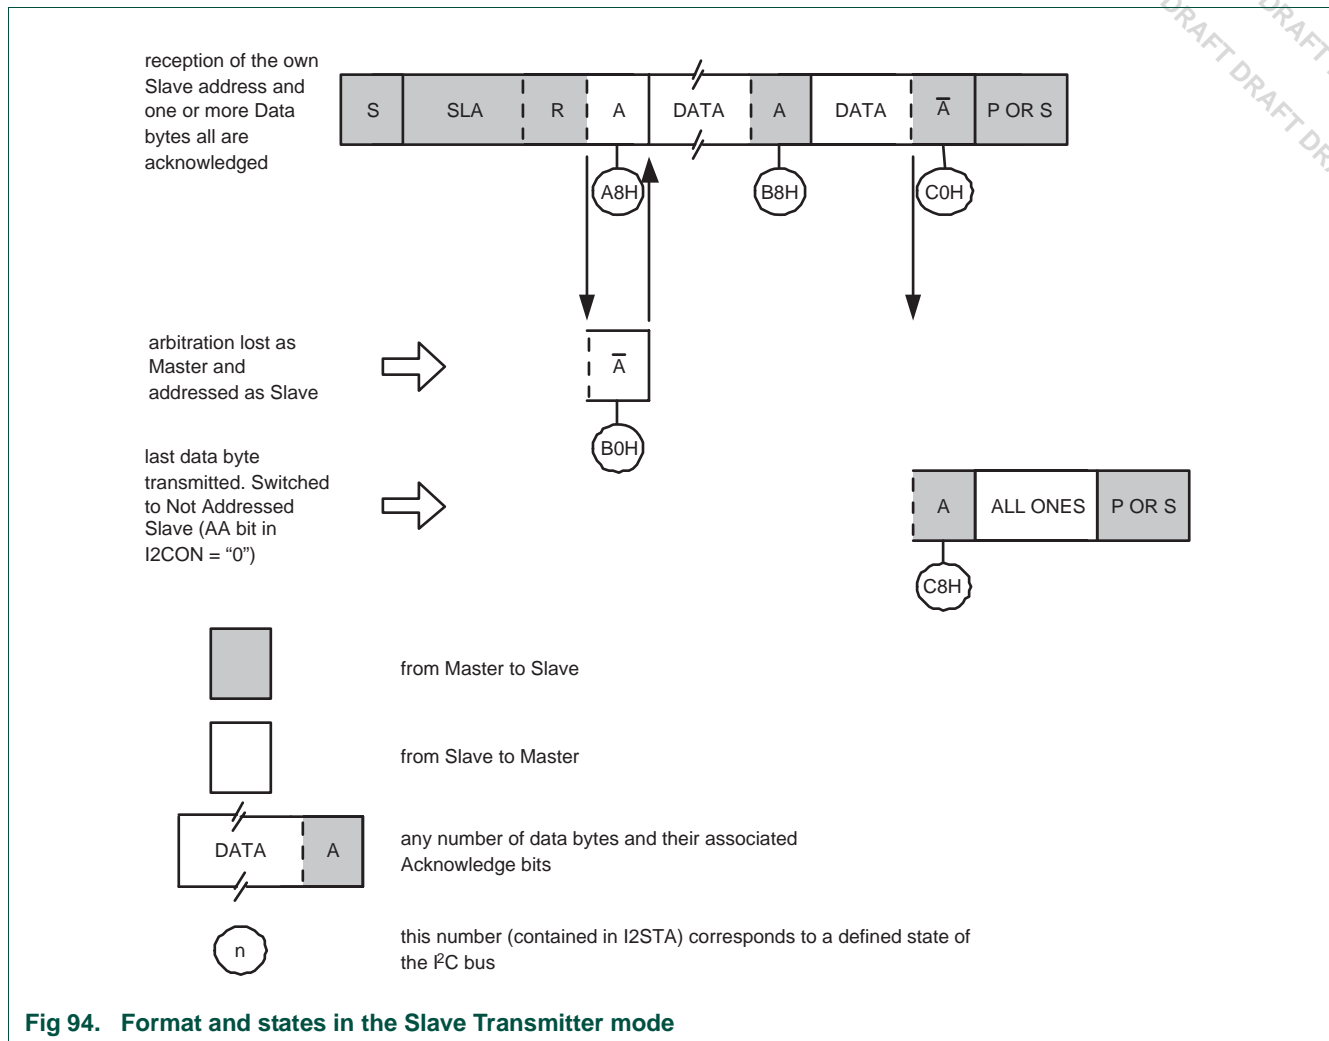 DRAFT DRAFT DR
DRAFT
reception of the own
Slave address and
one or more Data
bytes all are
acknowledged
S SLA R A DATA A DATA A̅ P OR S
A8H B8H C0H
arbitration lost as
Master and
addressed as Slave
A̅
B0H
last data byte
transmitted. Switched
to Not Addressed
Slave (AA bit in
I2CON = “0”)
A ALL ONES P OR S
C8H
from Master to Slave
from Slave to Master
DATA A
any number of data bytes and their associated
Acknowledge bits
n
this number (contained in I2STA) corresponds to a defined state of
the I²C bus
Fig 94. Format and states in the Slave Transmitter mode